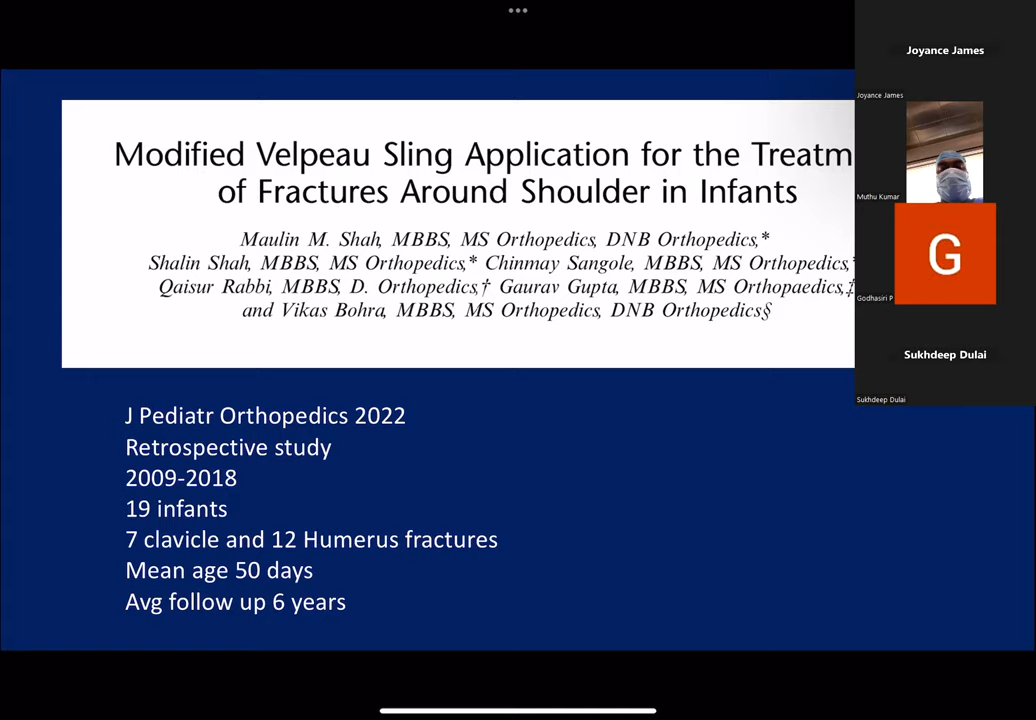 Modified Velpeau Sling Application for the Treatm
of Fractures Around Shoulder in Infants
Maulin M. Shah, MBBS, MS Orthopedics, DNB Orthopedics,*
Shalin Shah, MBBS, MS Orthopedics,* Chinmay Sangole, MBBS, MS Orthopedics,
Qaisur Rabbi, MBBS, D. Orthopedics,† Gaurav Gupta, MBBS, MS Orthopaedics,‡
and Vikas Bohra, MBBS, MS Orthopedics, DNB Orthopedics§
J Pediatr Orthopedics 2022
Retrospective study
2009-2018
19 infants
7 clavicle and 12 Humerus fractures
Mean age 50 days
Avg follow up 6 years
Joyance James
Joyance James
Muthu Kumar
G
Godhasiri P
Sukhdeep Dulai
Sukhdeep Dulai